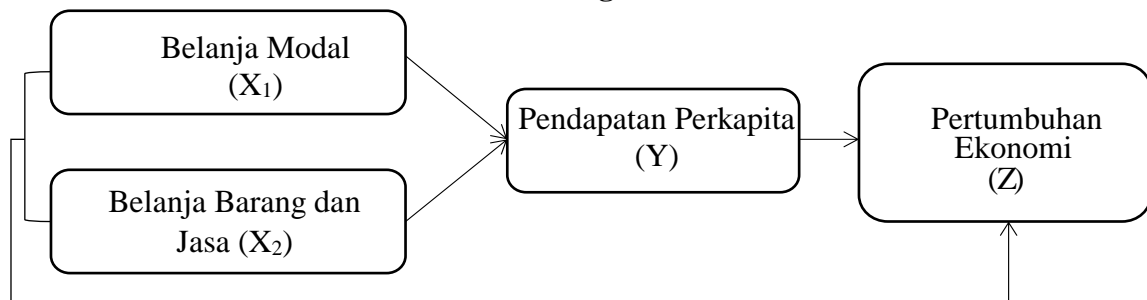 Belanja Modal
(X₁)
Belanja Barang dan
Jasa (X₂)
Pendapatan Perkapita
(Y)
Pertumbuhan
Ekonomi
(Z)